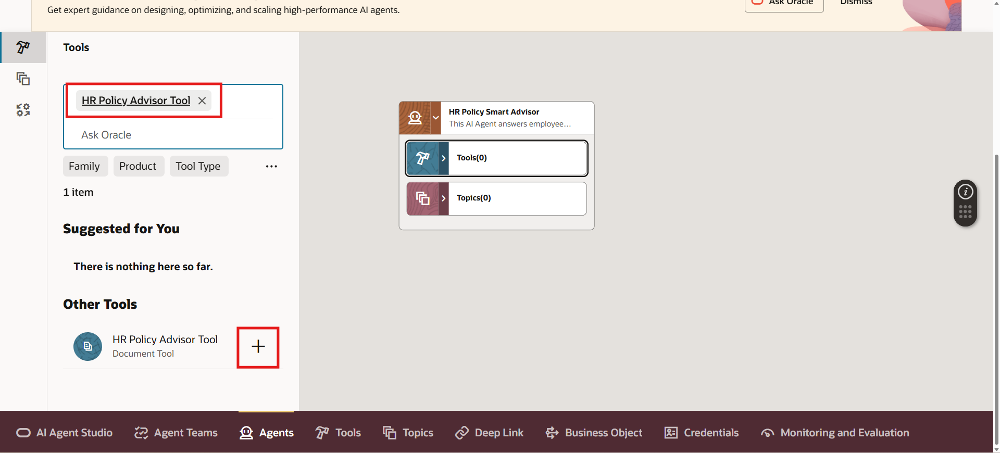 Get expert guidance on designing, optimizing, and scaling high-performance AI agents.
Ask Oracle
Dismiss
Tools
HR Policy Advisor Tool
Ask Oracle
Family
Product
Tool Type
1 item
Suggested for You
There is nothing here so far.
Other Tools
HR Policy Advisor Tool
Document Tool
HR Policy Smart Advisor
This AI Agent answers employee...
Tools(0)
Topics(0)
AI Agent Studio
Agent Teams
Agents
Tools
Topics
Deep Link
Business Object
Credentials
Monitoring and Evaluation